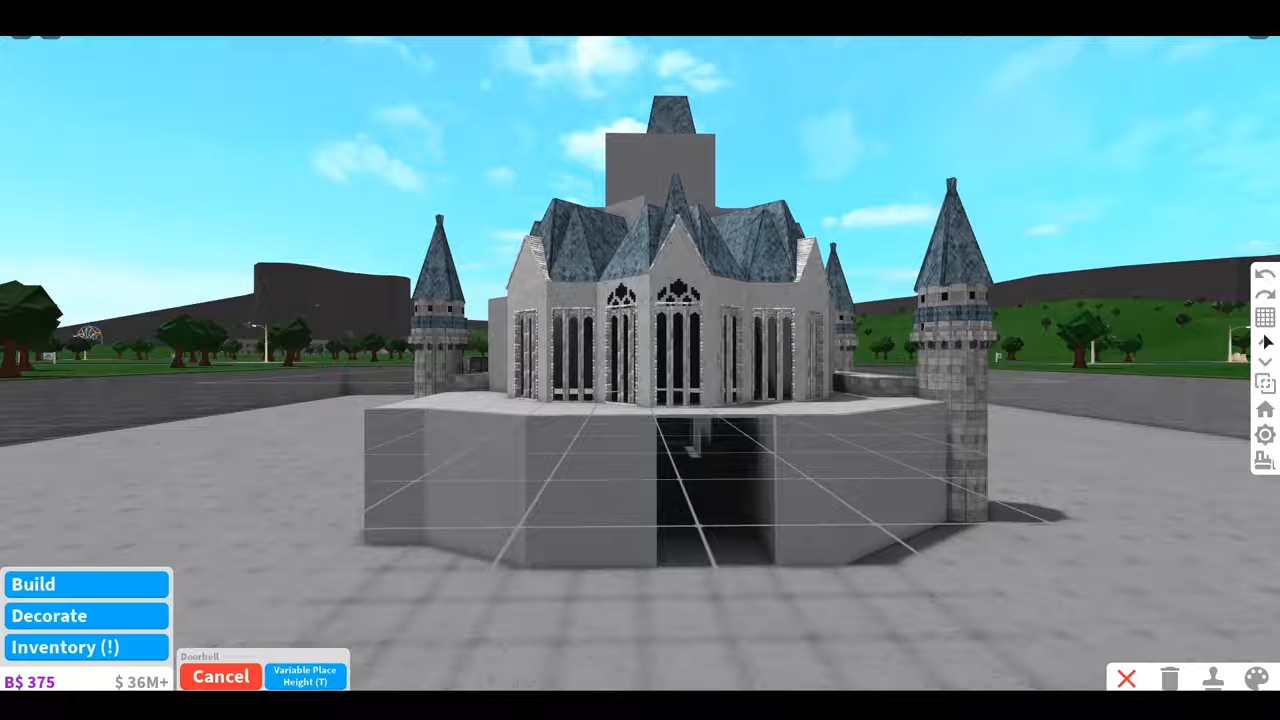 Build
Decorate
Inventory (!)
B$ 375
$ 36M+
Doorbell
Cancel
Variable Place
Height (T)